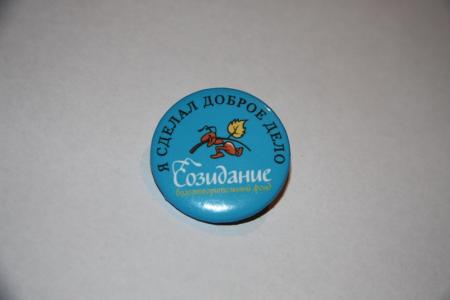 Я СДЕЛАЛ ДОБРОЕ ДЕЛО
Созидание
благотворительный фонд